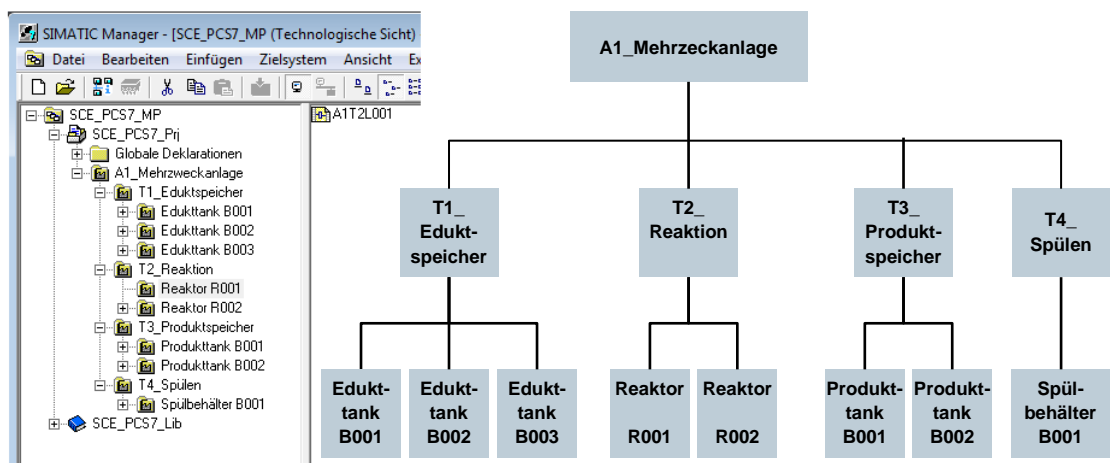 SIMATIC Manager - [SCE_PCS7_MP (Technologische Sicht)
Datei Bearbeiten Einfügen Zielsystem Ansicht Ex
SCE_PCS7_MP
SCE_PCS7_Prj
Globale Deklarationen
A1_Mehrzweckanlage
T1_Eduktspeicher
Edukttank B001
Edukttank B002
Edukttank B003
T2_Reaktion
Reaktor R001
Reaktor R002
T3_Produktspeicher
Produkttank B001
Produkttank B002
T4_Spülen
Spülbehälter B001
SCE_PCS7_Lib
A1T2L001
A1_Mehrzeckanlage
T1_
Edukt-
speicher
T2_
Reaktion
T3_
Produkt-
speicher
T4_
Spülen
Edukt-
tank
B001
Edukt-
tank
B002
Edukt-
tank
B003
Reaktor
R001
Reaktor
R002
Produkt-
tank
B001
Produkt-
tank
B002
Spül-
behälter
B001